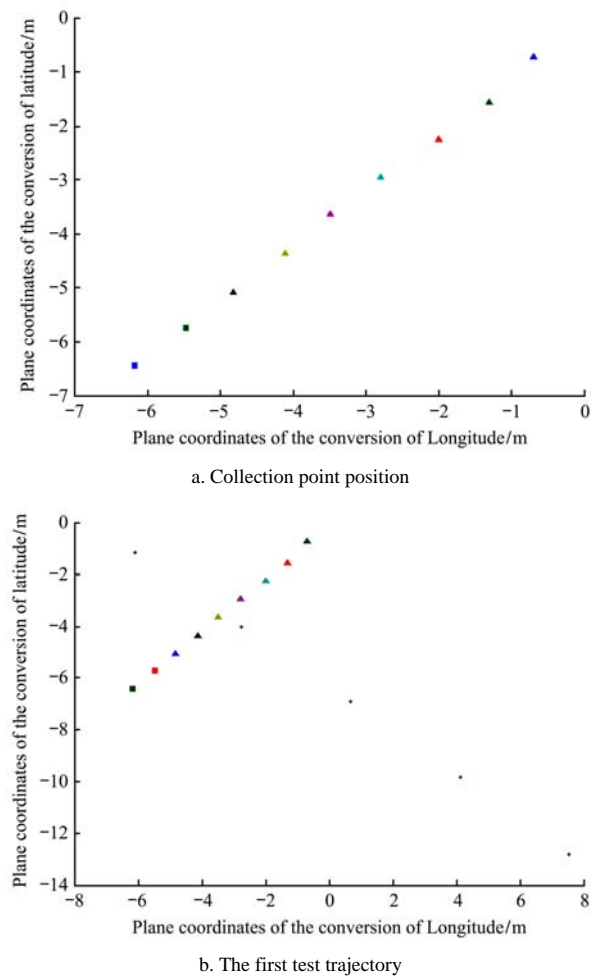 0
−1
−2
−3
−4
−5
−6
−7
Plane coordinates of the conversion of latitude/m
−7 −6 −5 −4 −3 −2 −1 0
Plane coordinates of the conversion of Longitude/m
a. Collection point position
0
−2
−4
−6
−8
−10
−12
−14
Plane coordinates of the conversion of latitude/m
−8 −6 −4 −2 0 2 4 6 8
Plane coordinates of the conversion of Longitude/m
b. The first test trajectory